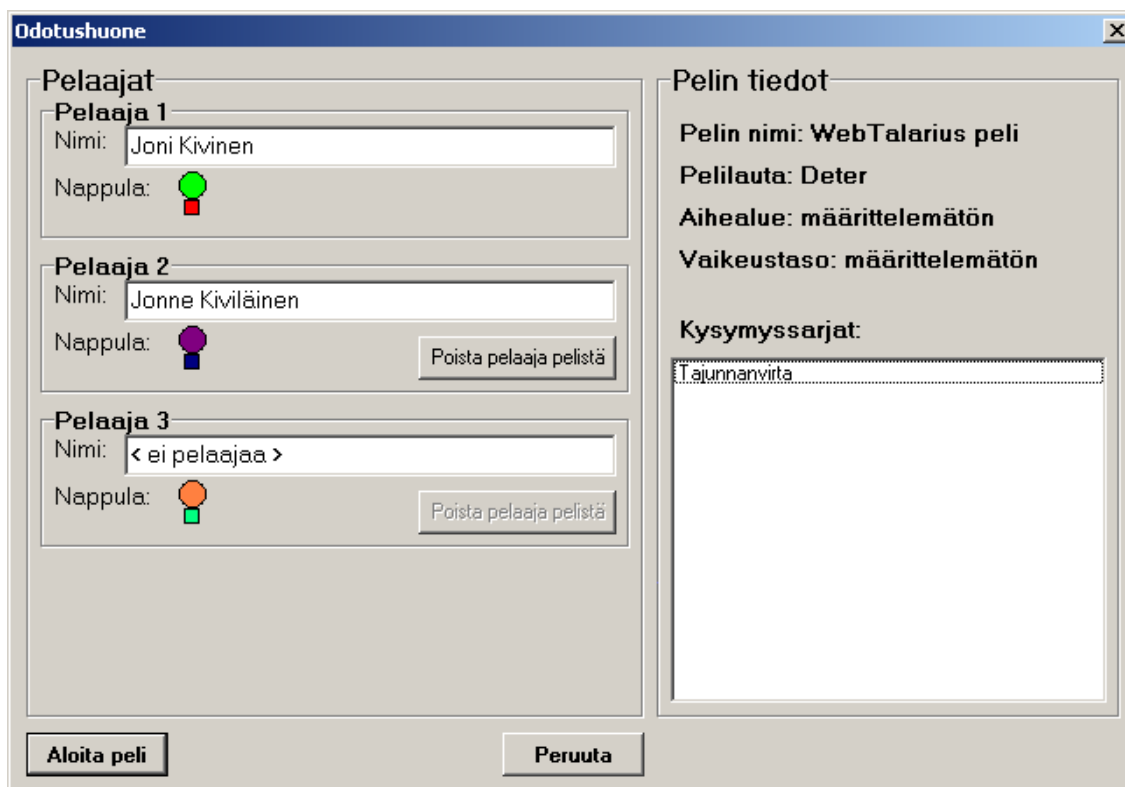 Odotushuone
Pelaajat
Pelaaja 1
Nimi: Joni Kivinen
Nappula:
Pelaaja 2
Nimi: Jonne Kiviläinen
Nappula:
Poista pelaaja pelistä
Pelaaja 3
Nimi: < ei pelaajaa >
Nappula:
Poista pelaaja pelistä
Pelin tiedot
Pelin nimi: WebTalarius peli
Pelilauta: Deter
Aihealue: määrittelemätön
Vaikeustaso: määrittelemätön
Kysymyssarjat:
Tajunnanvirta
Aloita peli
Peruuta